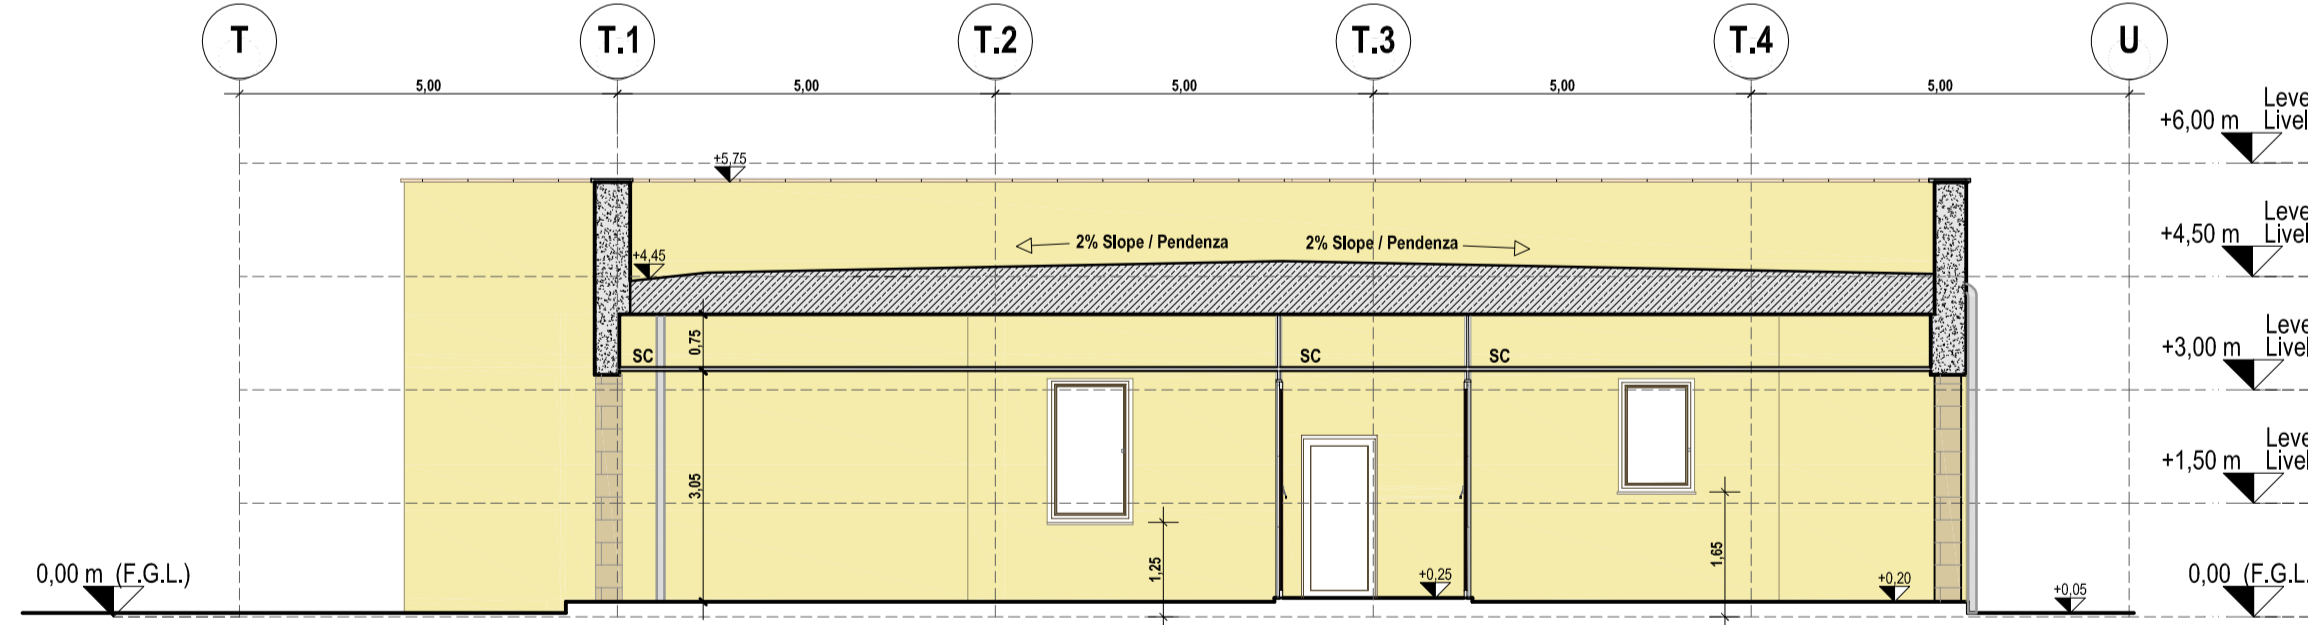 T T.1 T.2 T.3 T.4 U
5,00 5,00 5,00 5,00 5,00
+6,00 m
+5,75
+4,50 m
2% Slope / Pendenza 2% Slope / Pendenza
+4,45
+3,00 m
0,75
SC SC SC
+1,50 m
3,05
1,25
1,65
0,00 m (F.G.L.)
+0,25
+0,20
+0,05
0,00 (F.G.L.